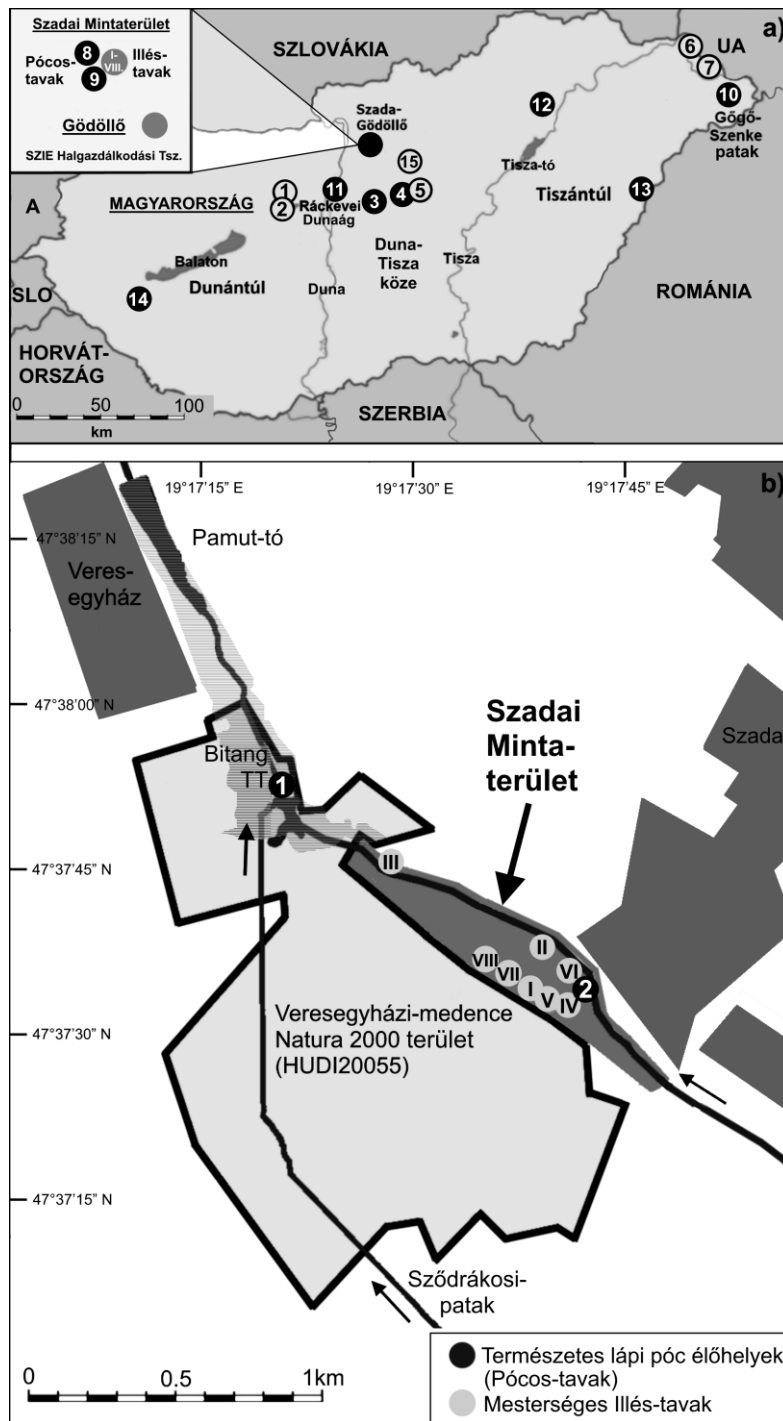 a)
Szadai Mintaterület
Pócos-
tavak
8
9
I-
VIII.
Illés-
tavak
Gödöllő
SZIE Halgazdálkodási Tsz.
SZLOVÁKIA
6
UA
7
10
Gőgő-
Szenke
patak
12
Szada-
Gödöllő
15
Tisza-tó
A
MAGYARORSZÁG
1
2
11
Ráckevei
Dunaág
3
4
5
Tiszántúl
13
Duna-
Tisza
köze
Balaton
Dunántúl
Duna
Tisza
14
SLO
ROMÁNIA
HORVÁT-
ORSZÁG
SZERBIA
0 50 100
km
b)
19°17'15" E
19°17'30" E
19°17'45" E
47°38'15" N
47°38'00" N
47°37'45" N
47°37'30" N
47°37'15" N
Pamut-tó
Veres-
egyház
Bitang
TT
1
Szadai
Minta-
terület
Szada
III
II
VIII
VII
VI
I
V
IV
2
Veresegyházi-medence
Natura 2000 terület
(HUDI20055)
Sződrákosi-
patak
0 0.5 1km
Természetes lápi póc élőhelyek
(Pócos-tavak)
Mesterséges Illés-tavak